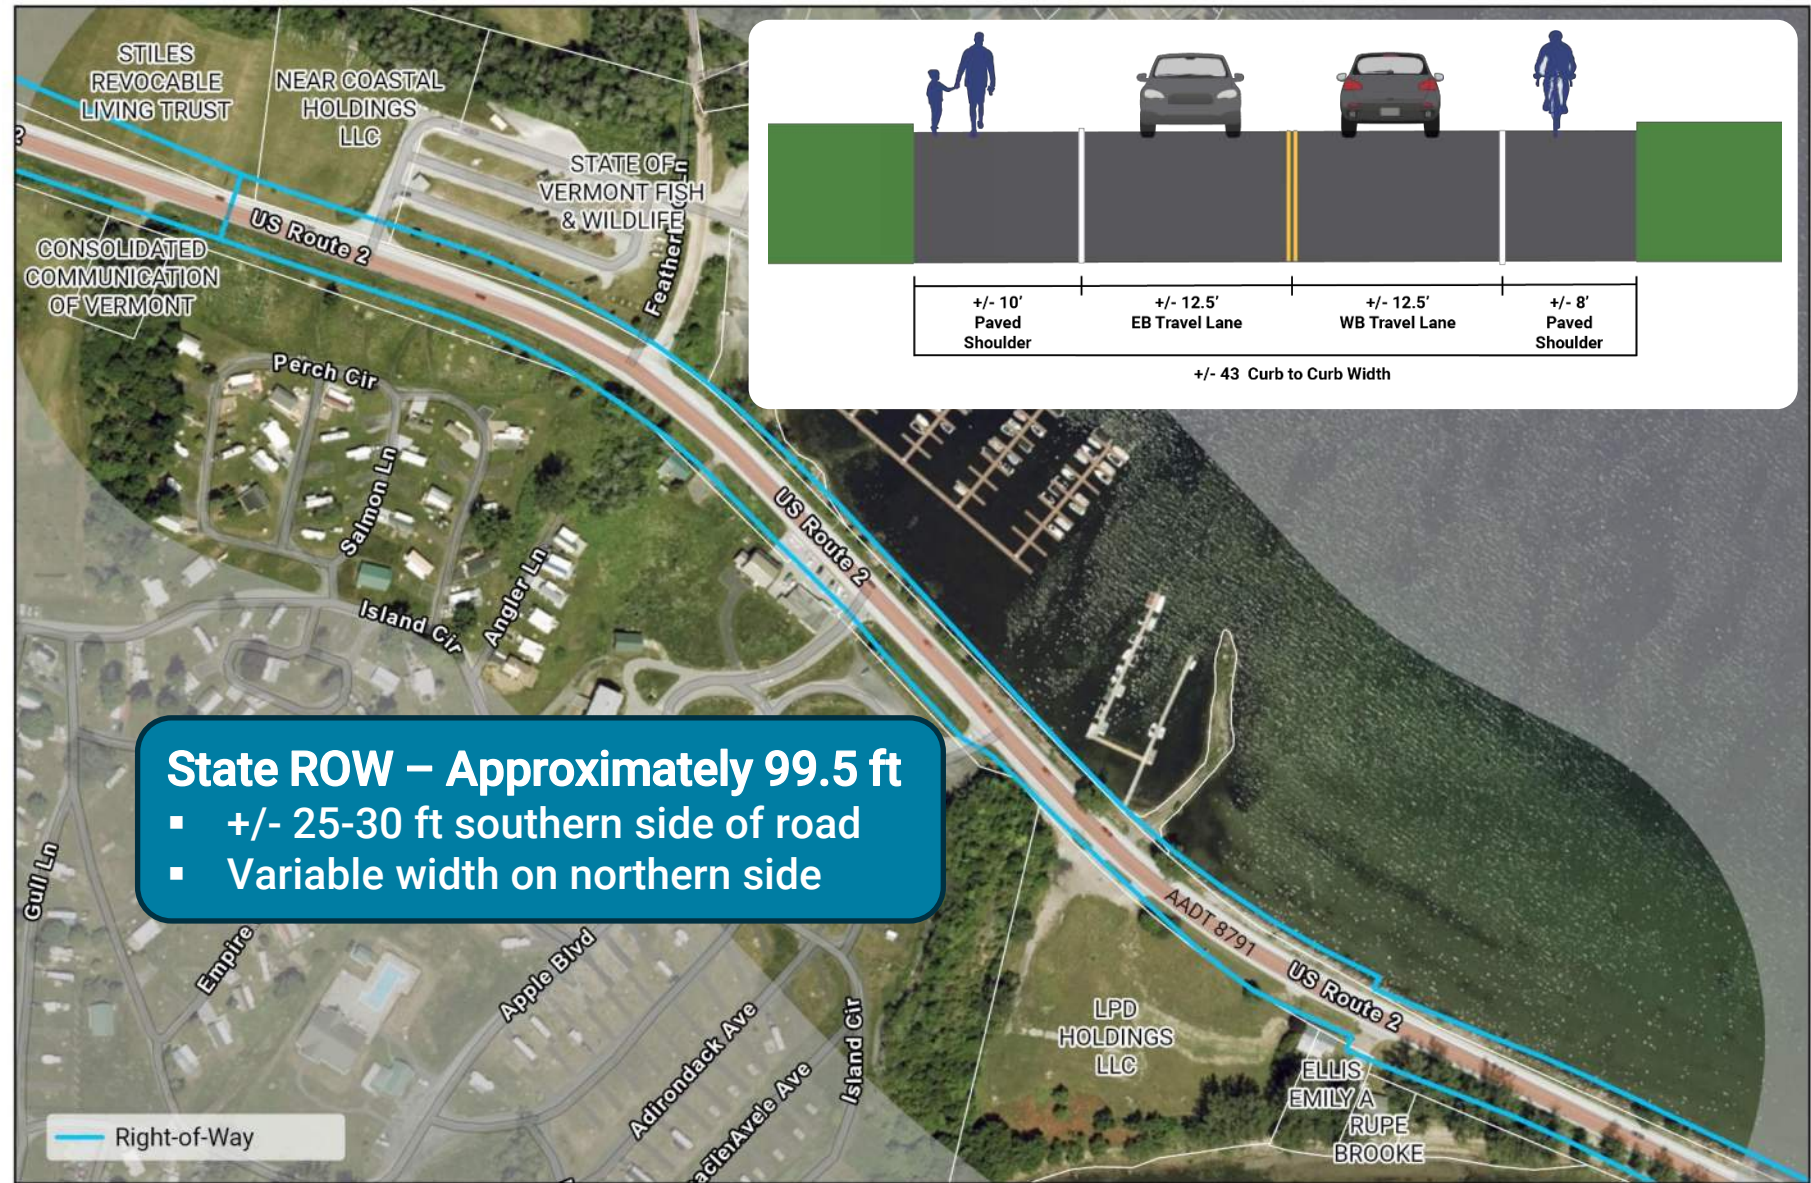 STILES
REVOCABLE
LIVING TRUST
NEAR COASTAL
HOLDINGS
LLC
STATE OF
VERMONT FISH
& WILDLIFE
CONSOLIDATED
COMMUNICATION
OF VERMONT
US Route 2
+/- 10'
Paved
Shoulder
+/- 12.5'
EB Travel Lane
+/- 12.5'
WB Travel Lane
+/- 8'
Paved
Shoulder
+/- 43 Curb to Curb Width
Perch Cir
Salmon Ln
Angler Ln
Island Cir
US Route 2
State ROW – Approximately 99.5 ft
▪ +/- 25-30 ft southern side of road
▪ Variable width on northern side
Gull Ln
Empire
Apple Blvd
Adirondack Ave
Island Cir
AADT 8791
US Route 2
LPD
HOLDINGS
LLC
ELLIS
EMILY A
RUPE
BROOKE
Right-of-Way